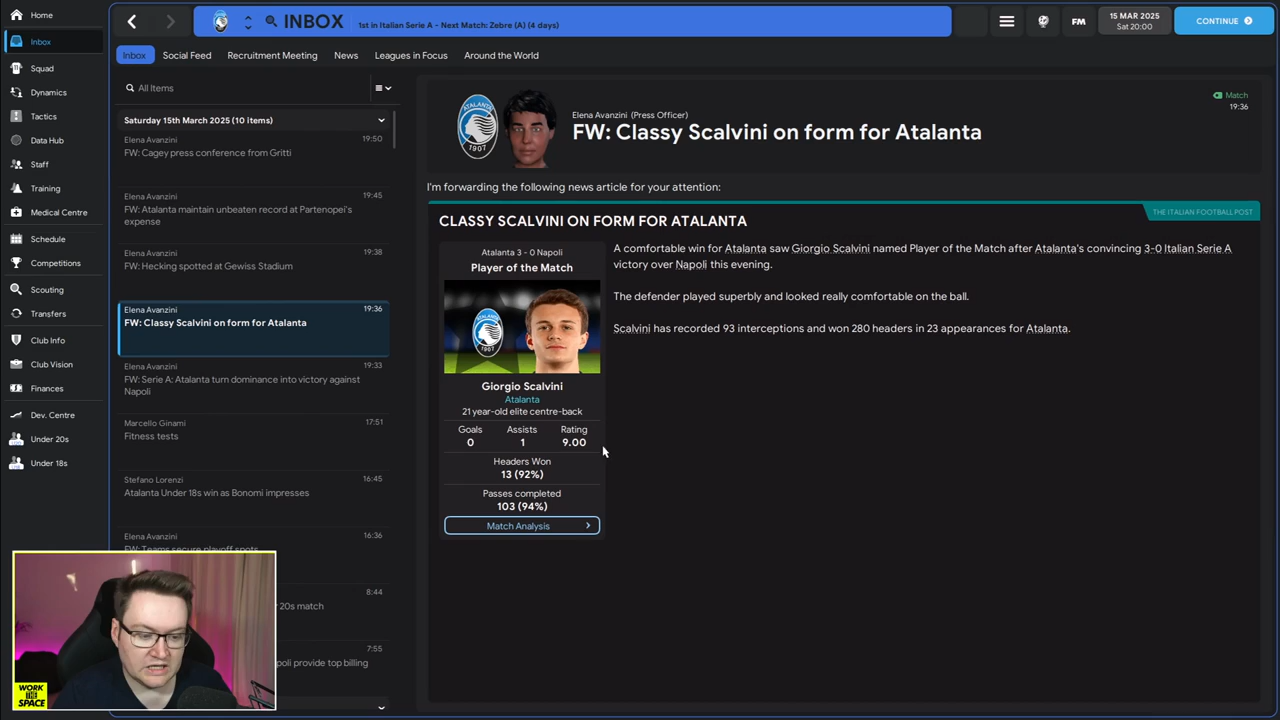 Home
Inbox
Squad
Dynamics
Tactics
Data Hub
Staff
Training
Medical Centre
Schedule
Competitions
Scouting
Transfers
Club Info
Club Vision
Finances
Dev. Centre
Under 20s
Under 18s
INBOX
1st in Italian Serie A - Next Match: Zebre (A) (4 days)
FM
15 MAR 2025
Sat 20:00
CONTINUE
Inbox
Social Feed
Recruitment Meeting
News
Leagues in Focus
Around the World
All Items
Saturday 15th March 2025 (10 items)
Elena Avanzini 19:50
FW: Cagey press conference from Gritti
Elena Avanzini 19:45
FW: Atalanta maintain unbeaten record at Partenopei's
expense
Elena Avanzini 19:38
FW: Hecking spotted at Gewiss Stadium
Elena Avanzini 19:36
FW: Classy Scalvini on form for Atalanta
Elena Avanzini 19:33
FW: Serie A: Atalanta turn dominance into victory against
Napoli
Marcello Ginami 17:51
Fitness tests
Stefano Lorenzi 16:45
Atalanta Under 18s win as Bonomi impresses
Elena Avanzini 16:36
FW: Teams secure playoff spots
8:44
20s match
7:55
poli provide top billing
ATALANTA
1907
Elena Avanzini (Press Officer)
FW: Classy Scalvini on form for Atalanta
Match
19:36
I'm forwarding the following news article for your attention:
THE ITALIAN FOOTBALL POST
CLASSY SCALVINI ON FORM FOR ATALANTA
Atalanta 3 - 0 Napoli
Player of the Match
Giorgio Scalvini
Atalanta
21 year-old elite centre-back
Goals Assists Rating
0 1 9.00
Headers Won
13 (92%)
Passes completed
103 (94%)
Match Analysis
A comfortable win for Atalanta saw Giorgio Scalvini named Player of the Match after Atalanta's convincing 3-0 Italian Serie A
victory over Napoli this evening.
The defender played superbly and looked really comfortable on the ball.
Scalvini has recorded 93 interceptions and won 280 headers in 23 appearances for Atalanta.
WORK
THE
SPACE